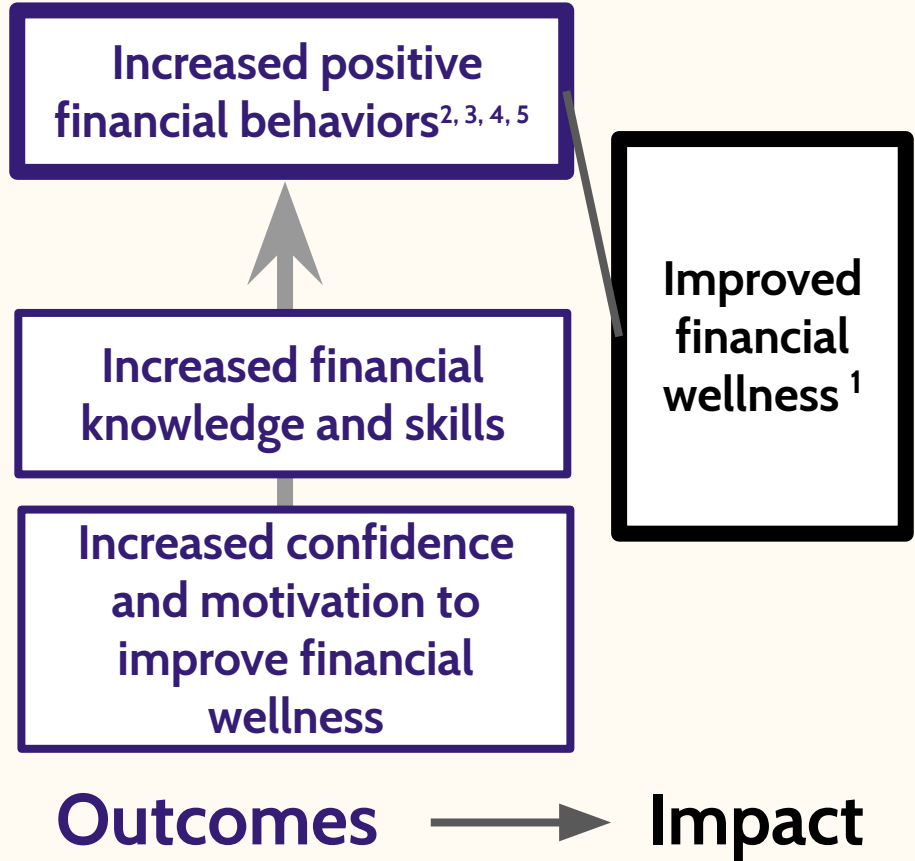 Increased positive
financial behaviors2, 3, 4, 5
Increased financial
knowledge and skills
Increased confidence
and motivation to
improve financial
wellness
Improved
financial
wellness 1
Outcomes
Impact